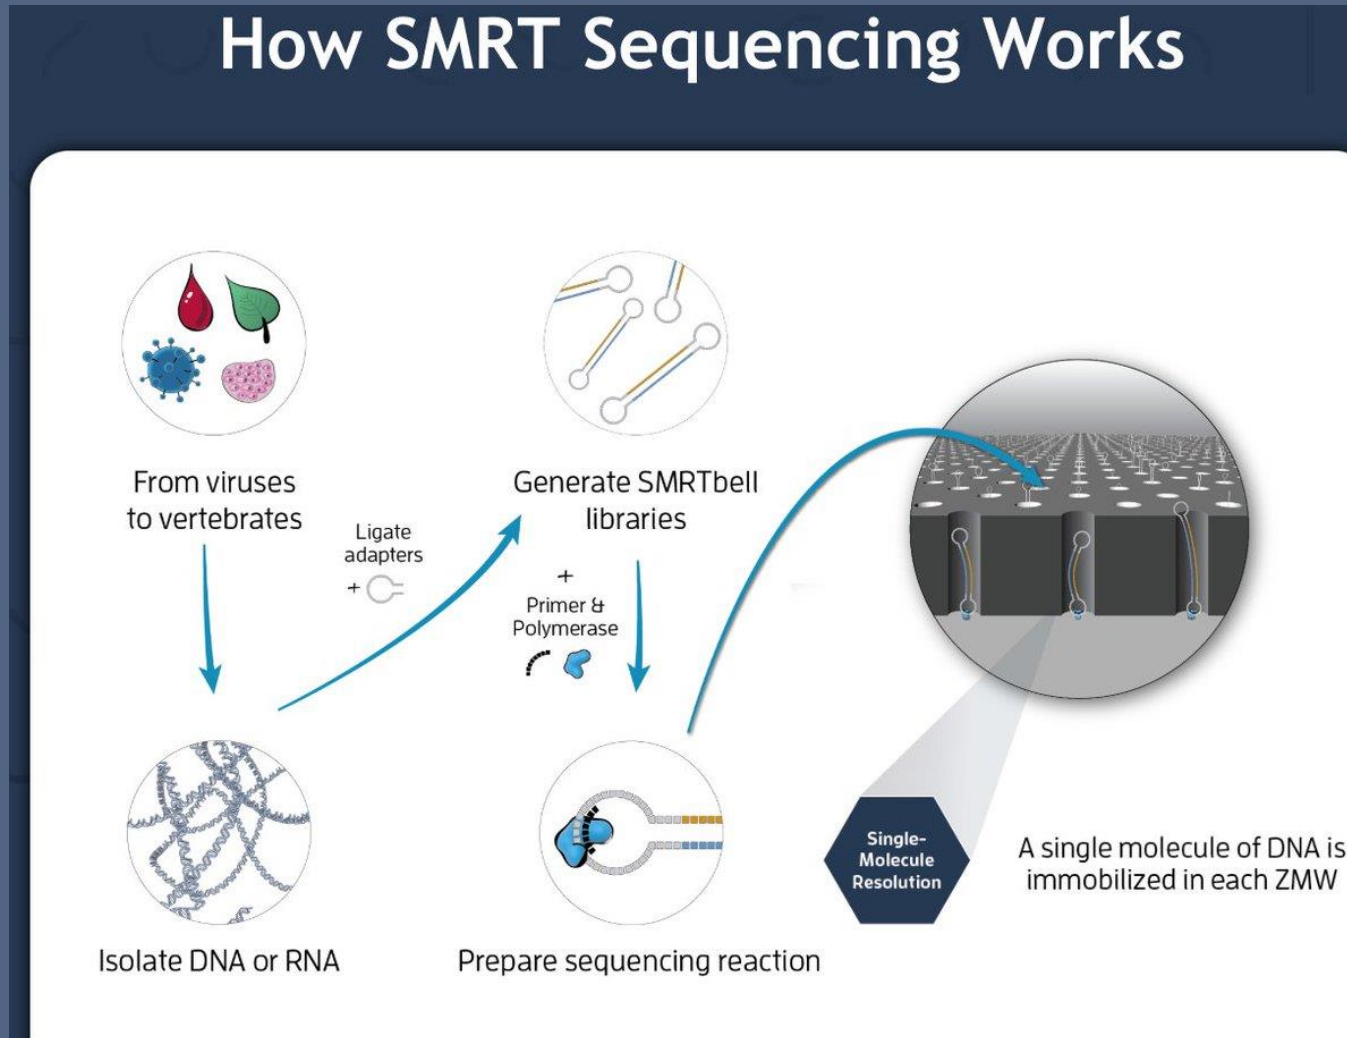 How SMRT Sequencing Works
From viruses
to vertebrates
Ligate
adapters
+
Isolate DNA or RNA
Generate SMRTbell
libraries
+
Primer &
Polymerase
Prepare sequencing reaction
Single-
Molecule
Resolution
A single molecule of DNA is
immobilized in each ZMW